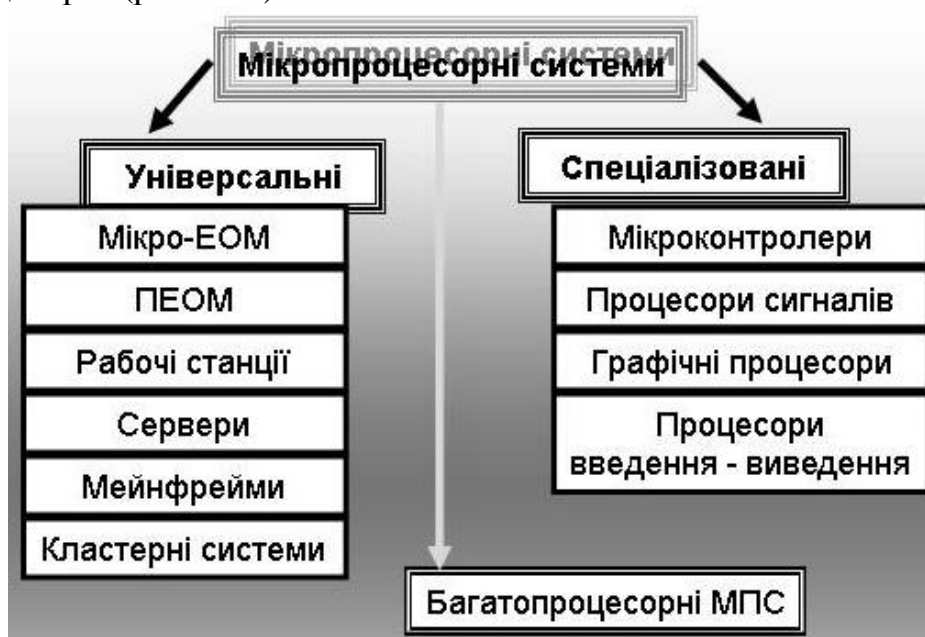 Мікропроцесорні системи
Універсальні
Мікро-ЕОМ
ПЕОМ
Рабочі станції
Сервери
Мейнфрейми
Кластерні системи
Спеціалізовані
Мікроконтролери
Процесори сигналів
Графічні процесори
Процесори
введення - виведення
Багатопроцесорні МПС